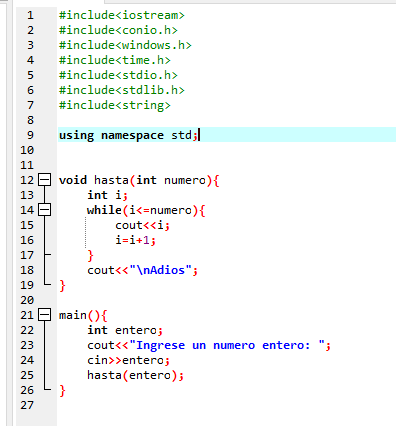 1 #include<iostream>
2 #include<conio.h>
3 #include<windows.h>
4 #include<time.h>
5 #include<stdio.h>
6 #include<stdlib.h>
7 #include<string>
8
9 using namespace std;
10
11
12 void hasta(int numero){
13     int i;
14     while(i<=numero){
15         cout<<i;
16         i=i+1;
17     }
18     cout<<"\nAdios";
19 }
20
21 main(){
22     int entero;
23     cout<<"Ingrese un numero entero: ";
24     cin>>entero;
25     hasta(entero);
26 }
27